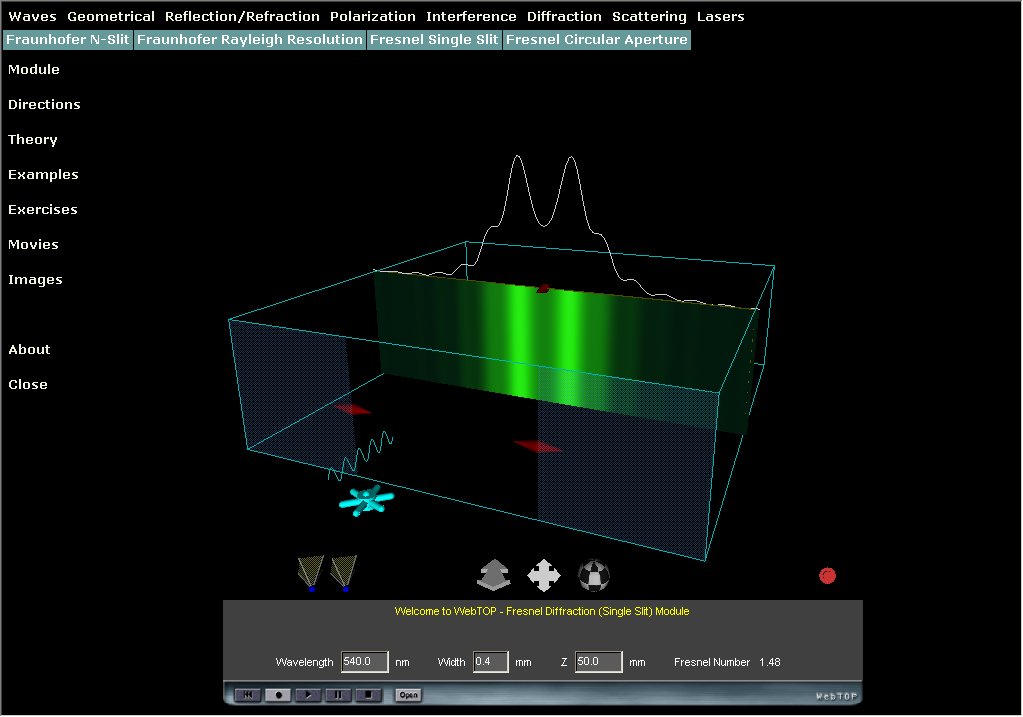 Waves Geometrical Reflection/Refraction Polarization Interference Diffraction Scattering Lasers
Fraunhofer N-Slit Fraunhofer Rayleigh Resolution Fresnel Single Slit Fresnel Circular Aperture
Module
Directions
Theory
Examples
Exercises
Movies
Images
About
Close
Welcome to WebTOP - Fresnel Diffraction (Single Slit) Module
Wavelength 540.0 nm Width 0.4 mm Z 50.0 mm Fresnel Number 1.48
Open WebTOP